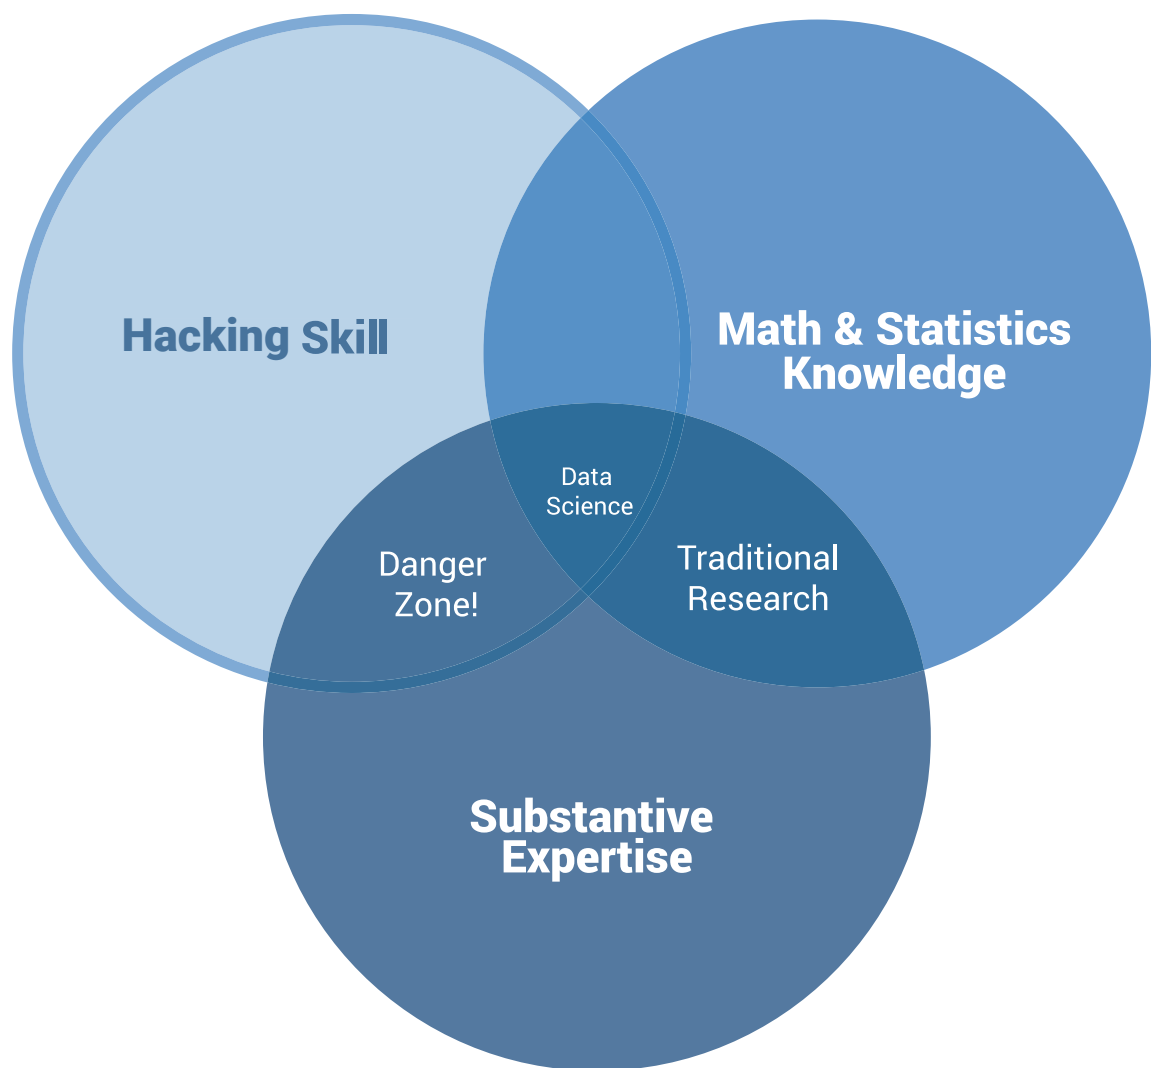 Hacking Skill
Math & Statistics
Knowledge
Data
Science
Danger
Zone!
Traditional
Research
Substantive
Expertise